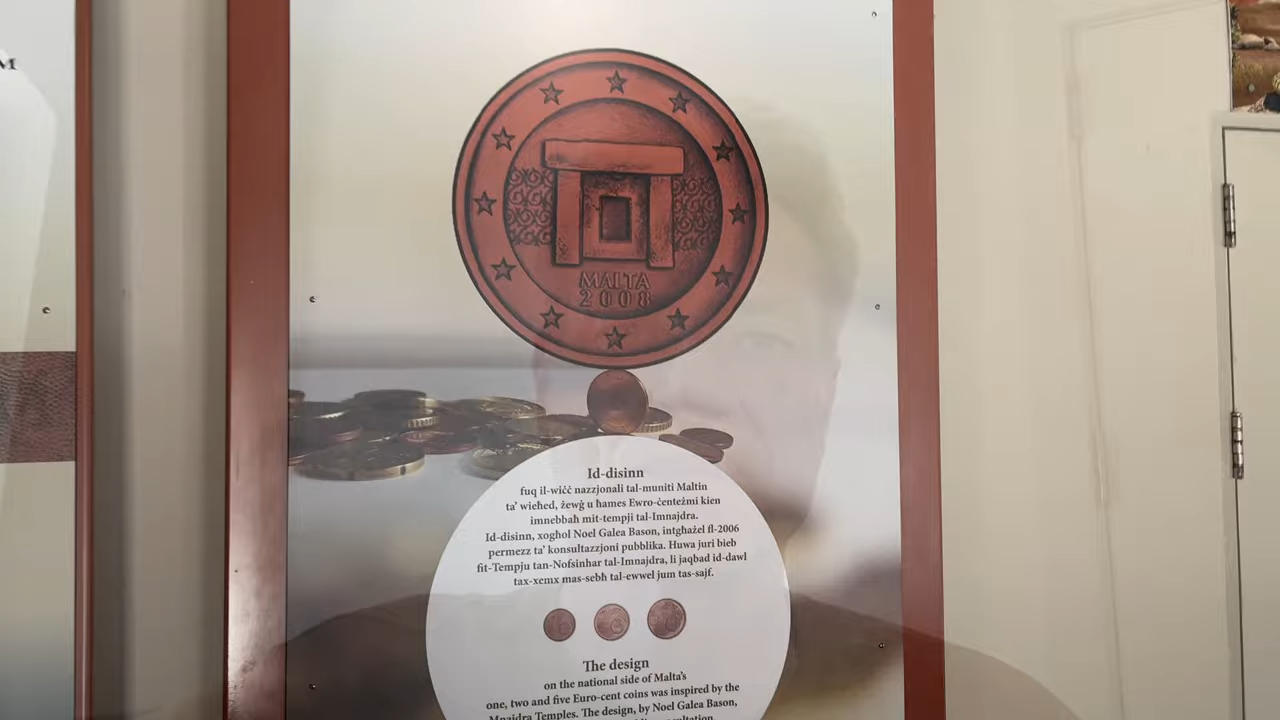 M
MALTA
2008
Id-disinn
fuq il-wiċċ nazzjonali tal-muniti Maltin
ta' wieħed, żewġ u ħames Ewro-ċenteżmi kien
imnebbaħ mit-tempji tal-Imnajdra.
Id-disinn, xogħol Noel Galea Bason, intgħażel fl-2006
permezz ta' konsultazzjoni pubblika. Huwa juri bieb
fit-Tempju tan-Nofsinhar tal-Imnajdra, li jaqbad id-dawl
tax-xemx mas-sebħ tal-ewwel jum tas-sajf.
The design
on the national side of Malta's
one, two and five Euro-cent coins was inspired by the
Mnajdra Temples. The design, by Noel Galea Bason,